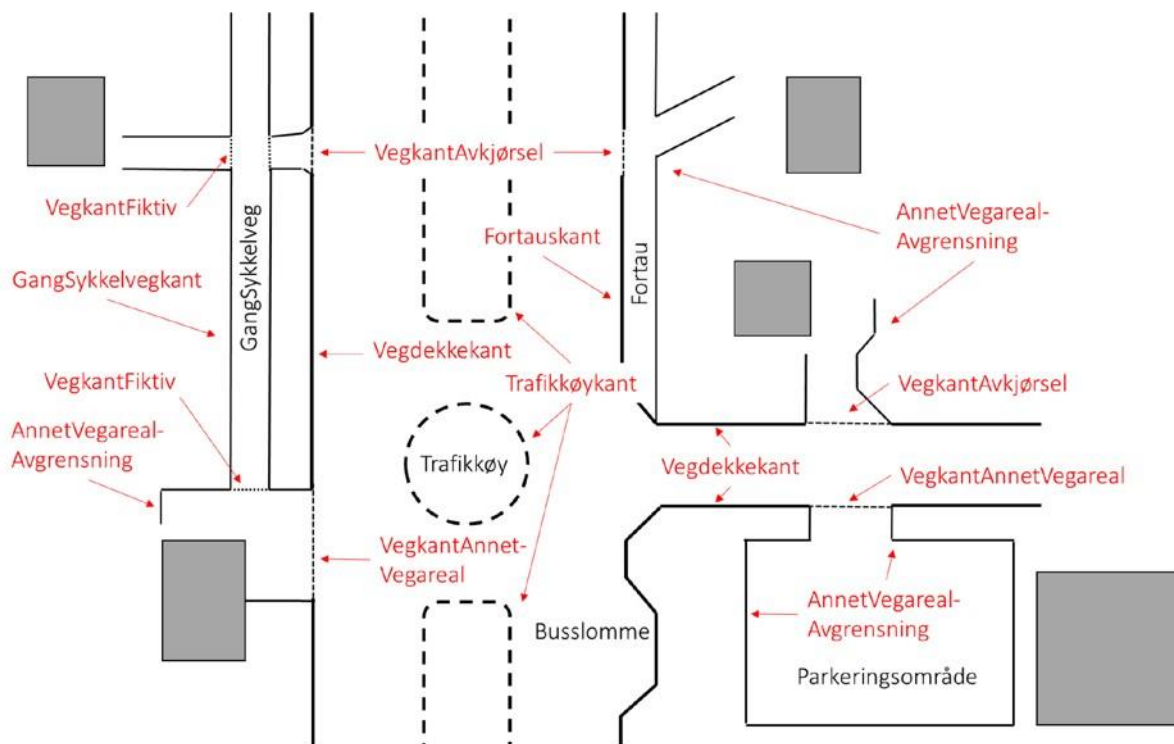 VegkantAvkjørsel
VegkantFiktiv
GangSykkelveg
Fortauskant
Fortau
AnnetVegareal-
Avgrensning
GangSykkelvegkant
Vegdekkekant
VegkantFiktiv
Trafikkøykant
VegkantAvkjørsel
AnnetVegareal-
Avgrensning
Trafikkøy
Vegdekkekant
VegkantAnnetVegareal
VegkantAnnet-
Vegareal
AnnetVegareal-
Avgrensning
Busslomme
Parkeringsområde